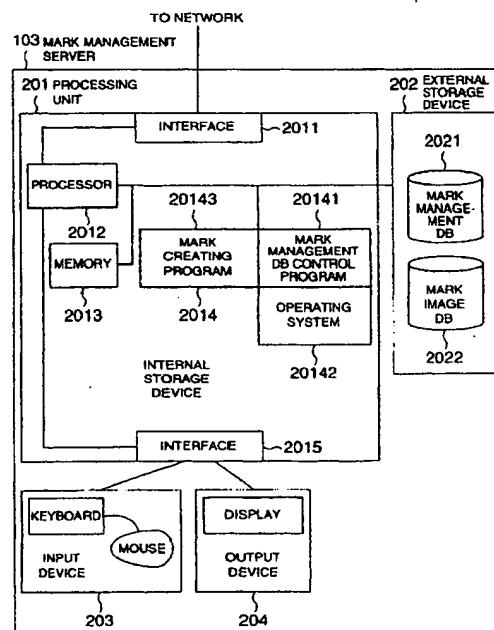 TO NETWORK
103 MARK MANAGEMENT
SERVER
201 PROCESSING
UNIT
202 EXTERNAL
STORAGE
DEVICE
INTERFACE
2011
2021
PROCESSOR
2012
20143
20141
MARK
MANAGE-
MENT
DB
MEMORY
2013
MARK
CREATING
PROGRAM
2014
MARK
MANAGEMENT
DB CONTROL
PROGRAM
OPERATING
SYSTEM
20142
MARK
IMAGE
DB
2022
INTERNAL
STORAGE
DEVICE
INTERFACE
2015
KEYBOARD
MOUSE
INPUT
DEVICE
203
DISPLAY
OUTPUT
DEVICE
204